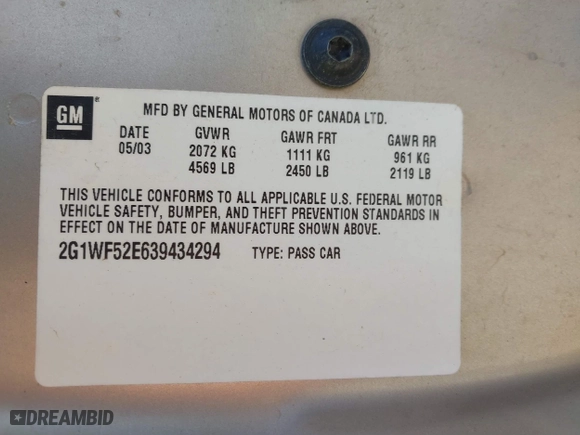 GM
MFD BY GENERAL MOTORS OF CANADA LTD.
DATE GVWR GAWR FRT GAWR RR
05/03 2072 KG 1111 KG 961 KG
4569 LB 2450 LB 2119 LB
THIS VEHICLE CONFORMS TO ALL APPLICABLE U.S. FEDERAL MOTOR
VEHICLE SAFETY, BUMPER, AND THEFT PREVENTION STANDARDS IN
EFFECT ON THE DATE OF MANUFACTURE SHOWN ABOVE.
2G1WF52E639434294 TYPE: PASS CAR
DREAMBID